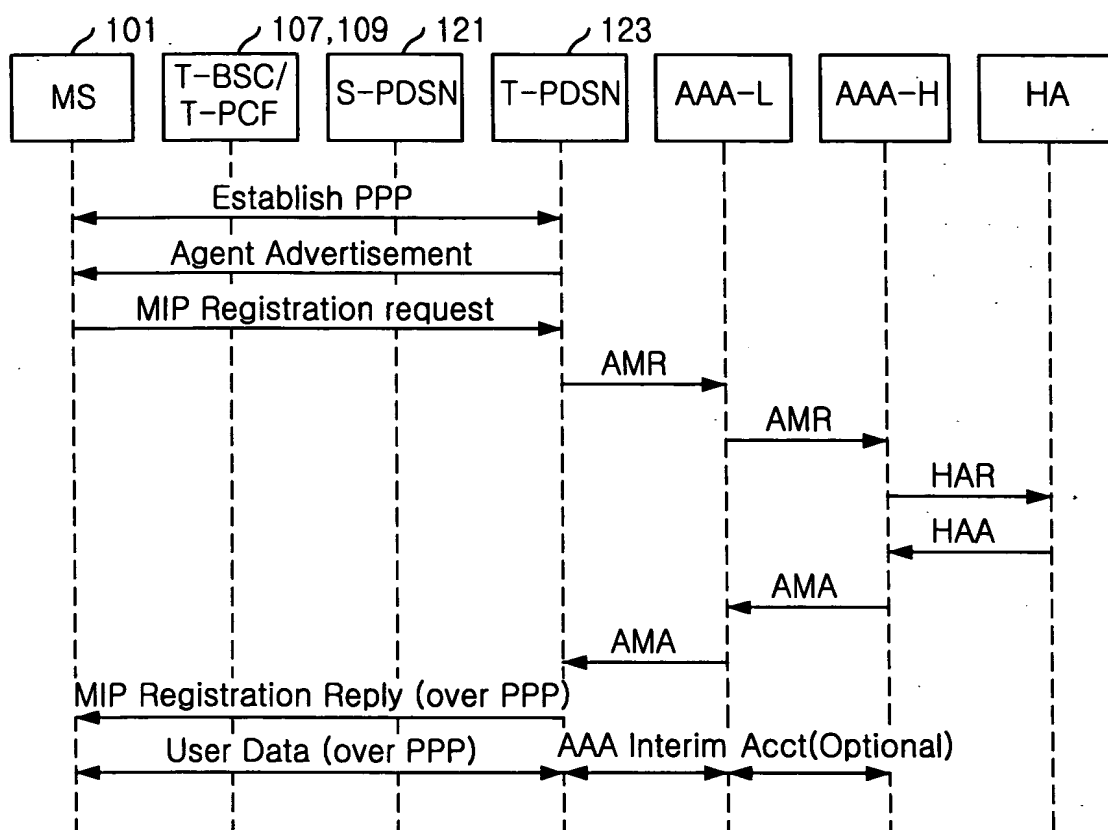 101
107,109
121
123
MS
T-BSC/
T-PCF
S-PDSN
T-PDSN
AAA-L
AAA-H
HA
Establish PPP
Agent Advertisement
MIP Registration request
AMR
AMR
HAR
HAA
AMA
AMA
MIP Registration Reply (over PPP)
User Data (over PPP)
AAA Interim Acct(Optional)